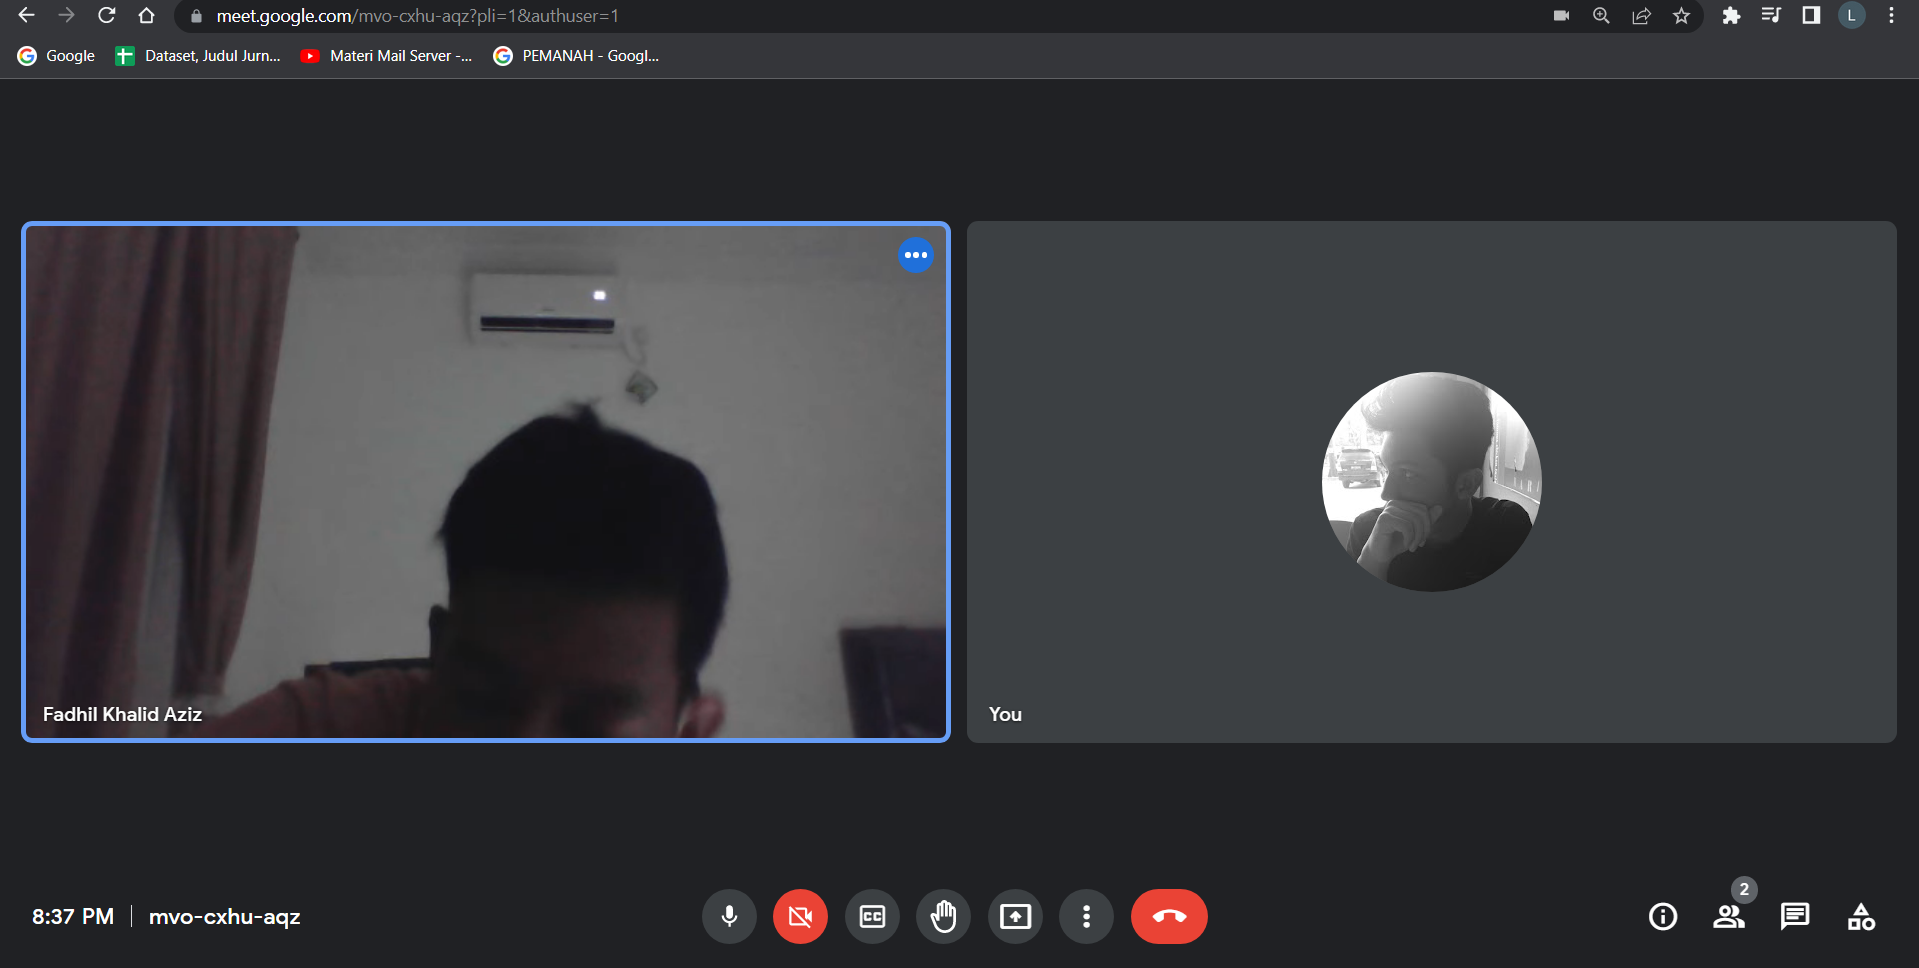 meet.google.com/mvo-cxhu-aqz?pli=1&authuser=1
L
Google
Dataset, Judul Jurn...
Materi Mail Server -...
PEMANAH - Googl...
Fadhil Khalid Aziz
You
8:37 PM
mvo-cxhu-aqz
CC
2